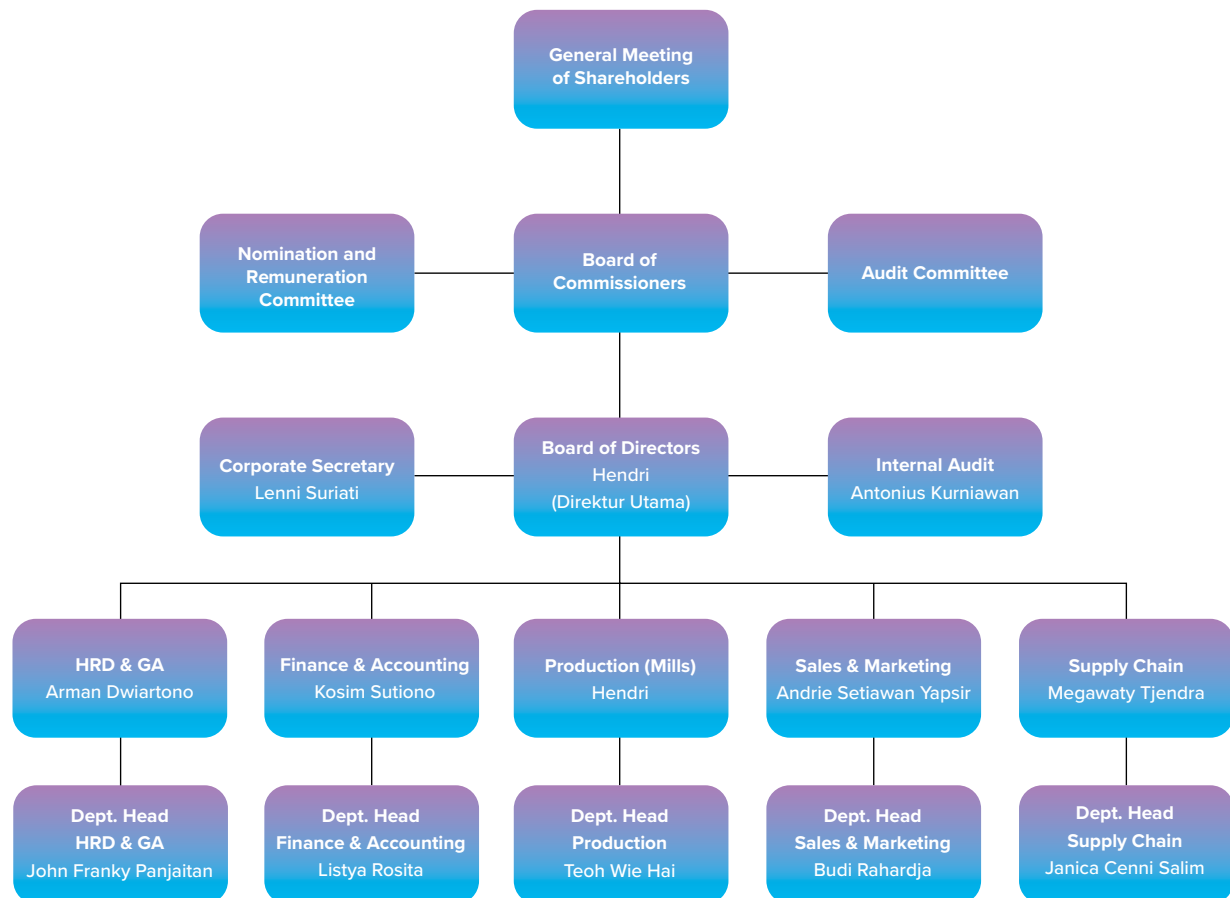 General Meeting
of Shareholders
Nomination and
Remuneration
Committee
Board of
Commissioners
Audit Committee
Corporate Secretary
Lenni Suriati
Board of Directors
Hendri
(Direktur Utama)
Internal Audit
Antonius Kurniawan
HRD & GA
Arman Dwiartono
Finance & Accounting
Kosim Sutiono
Production (Mills)
Hendri
Sales & Marketing
Andrie Setiawan Yapsir
Supply Chain
Megawaty Tjendra
Dept. Head
HRD & GA
John Franky Panjaitan
Dept. Head
Finance & Accounting
Listya Rosita
Dept. Head
Production
Teoh Wie Hai
Dept. Head
Sales & Marketing
Budi Rahardja
Dept. Head
Supply Chain
Janica Cenni Salim